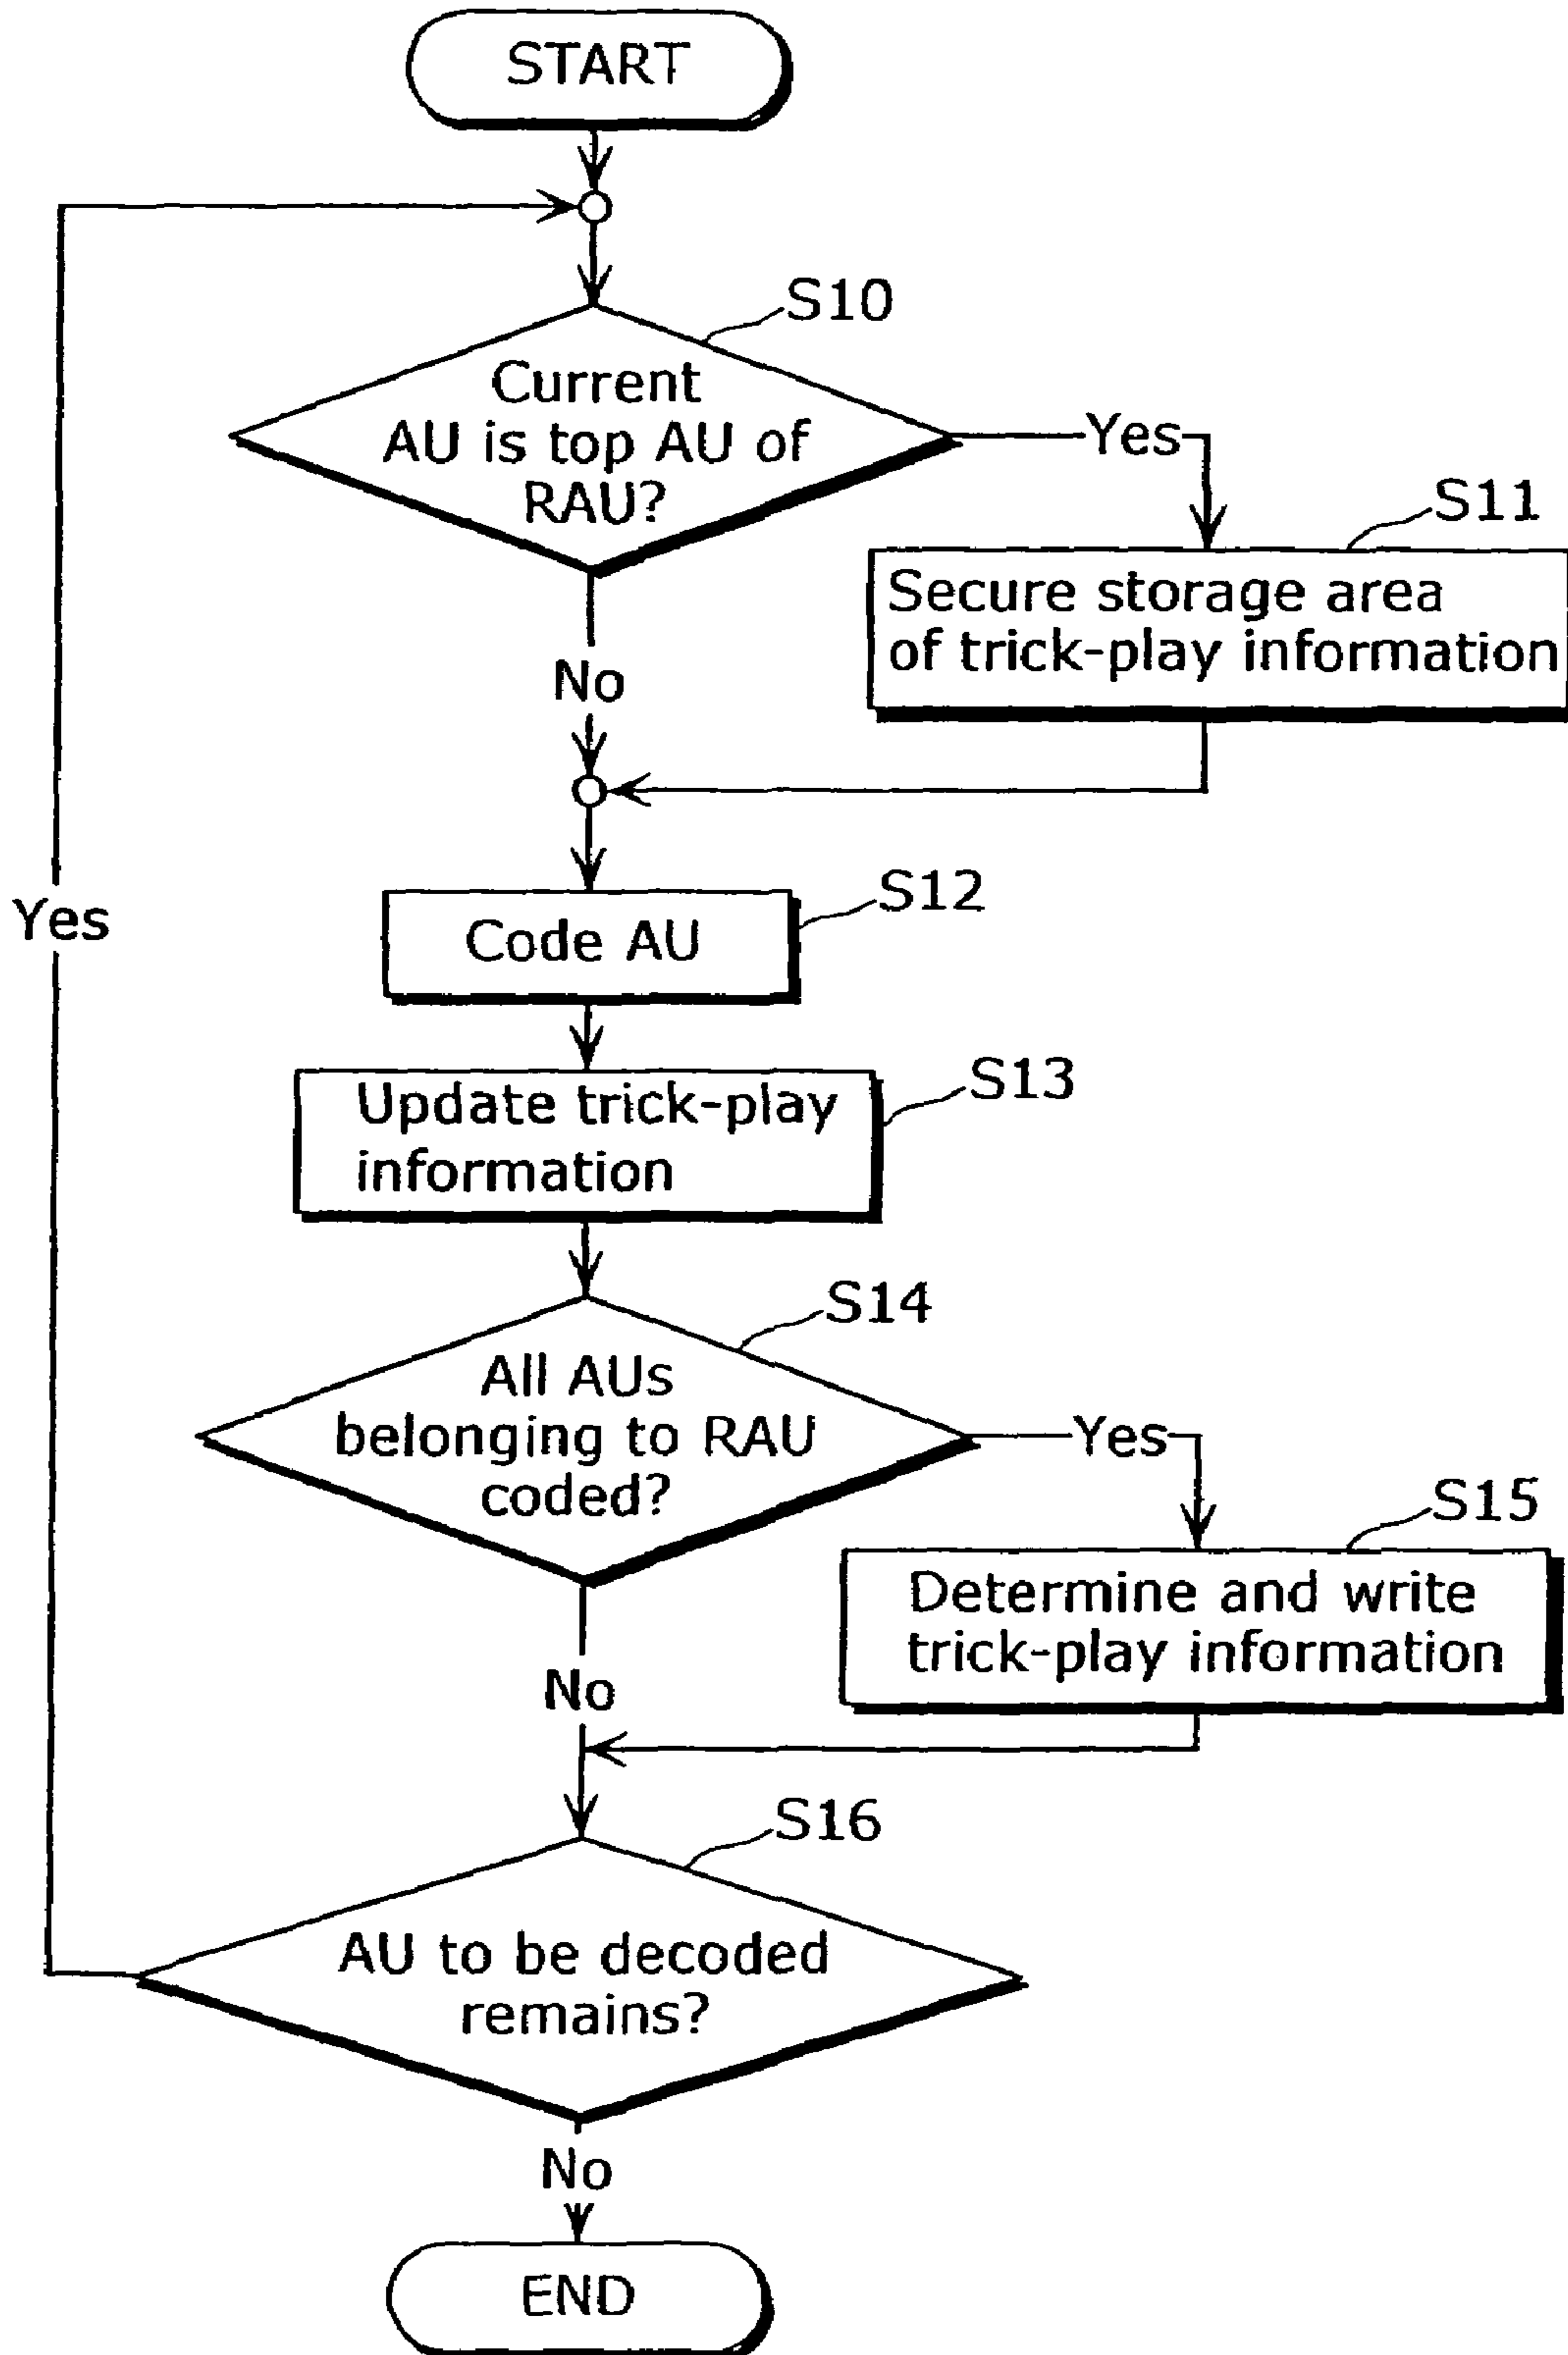 START
S10
Current
AU is top AU of
RAU?
Yes
S11
Secure storage area
of trick-play information
No
S12
Code AU
Yes
S13
Update trick-play
information
S14
All AUs
belonging to RAU
coded?
Yes
S15
Determine and write
trick-play information
No
S16
AU to be decoded
remains?
No
END